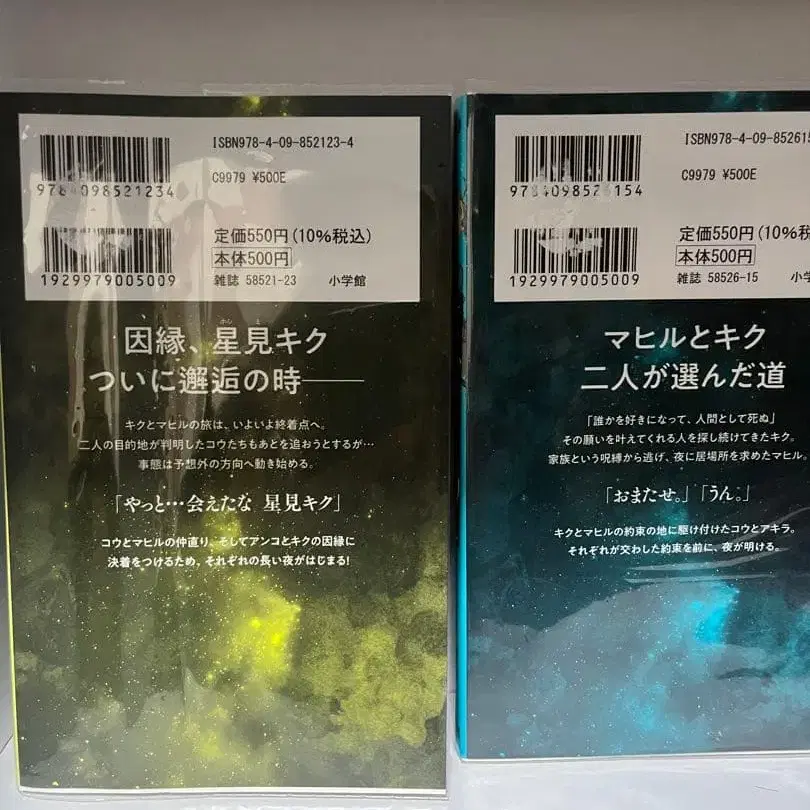 ISBN978-4-09-852123-4
C9979 ¥500E
9784098521234
定価550円(10%税込)
本体500円
1929979005009
雑誌 58521-23 小学館
因縁、星見キク
ついに邂逅の時――
キクとマヒルの旅は、いよいよ終着点へ。
二人の目的地が判明したコウたちもあとを追おうとするが…
事態は予想外の方向へ動き始める。
「やっと…会えたな 星見キク」
コウとマヒルの仲直り、そしてアンコとキクの因縁に
決着をつけるため、それぞれの長い夜がはじまる!
ISBN978-4-09-852615
C9979 ¥500E
定価550円(10%税
本体500円
1929979005009
雑誌 58526-15 小学
マヒルとキク
二人が選んだ道
「誰かを好きになって、人間として死ぬ」
その願いを叶えてくれる人を探し続けてきたキク。
家族という呪縛から逃げ、夜に居場所を求めたマヒル。
「おまたせ。」「うん。」
キクとマヒルの約束の地に駆け付けたコウとアキラ。
それぞれが交わした約束を前に、夜が明ける。